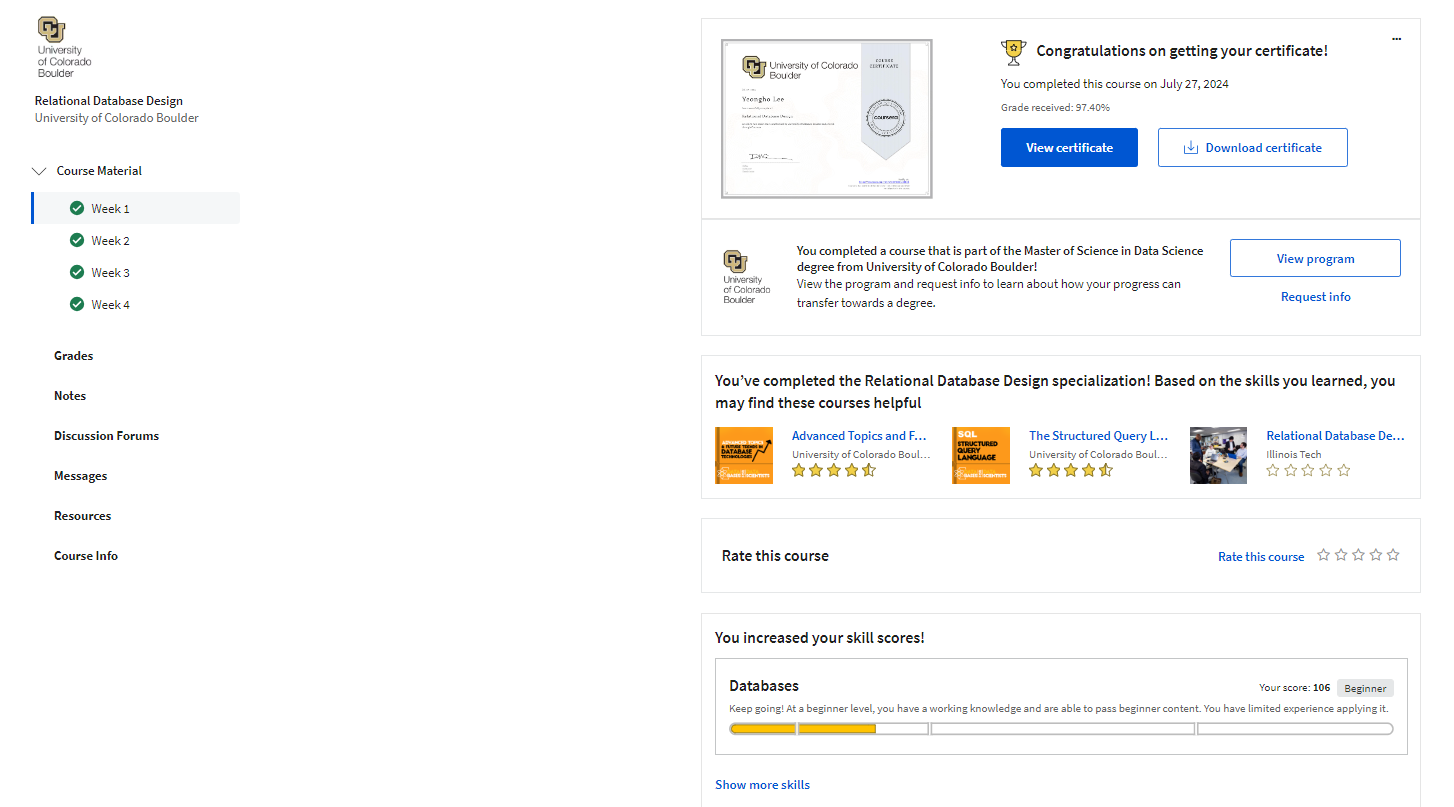 University
of Colorado
Boulder
Relational Database Design
University of Colorado Boulder
Course Material
Week 1
Week 2
Week 3
Week 4
Grades
Notes
Discussion Forums
Messages
Resources
Course Info
University of Colorado
Boulder
COURSE
CERTIFICATE
Yeongho Lee
Relational Database Design
coursera
...
Congratulations on getting your certificate!
You completed this course on July 27, 2024
Grade received: 97.40%
View certificate
Download certificate
University
of Colorado
Boulder
You completed a course that is part of the Master of Science in Data Science
degree from University of Colorado Boulder!
View the program and request info to learn about how your progress can
transfer towards a degree.
View program
Request info
You’ve completed the Relational Database Design specialization! Based on the skills you learned, you
may find these courses helpful
ADVANCED TOPICS
& FUTURE TRENDS IN
DATABASE
TECHNOLOGIES
Advanced Topics and F...
University of Colorado Boul...
SQL
STRUCTURED
QUERY
LANGUAGE
The Structured Query L...
University of Colorado Boul...
Relational Database De...
Illinois Tech
Rate this course
Rate this course
You increased your skill scores!
Databases
Your score: 106 Beginner
Keep going! At a beginner level, you have a working knowledge and are able to pass beginner content. You have limited experience applying it.
Show more skills